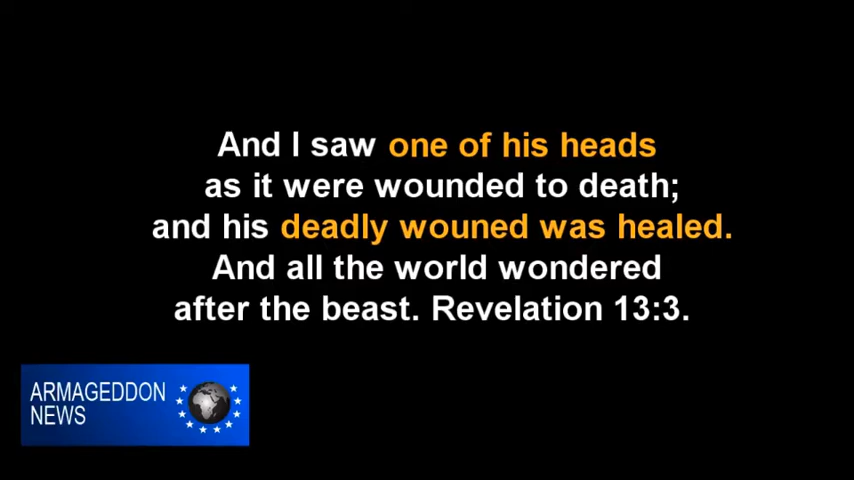 And I saw one of his heads
as it were wounded to death;
and his deadly wouned was healed.
And all the world wondered
after the beast. Revelation 13:3.
ARMAGEDDON
NEWS